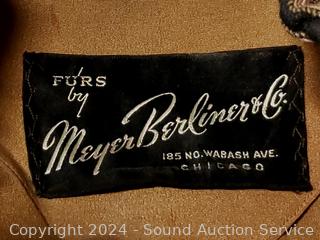 FURS
by
Meyer Berliner & Co.
185 NO. WABASH AVE.
CHICAGO
Copyright 2024 - Sound Auction Service